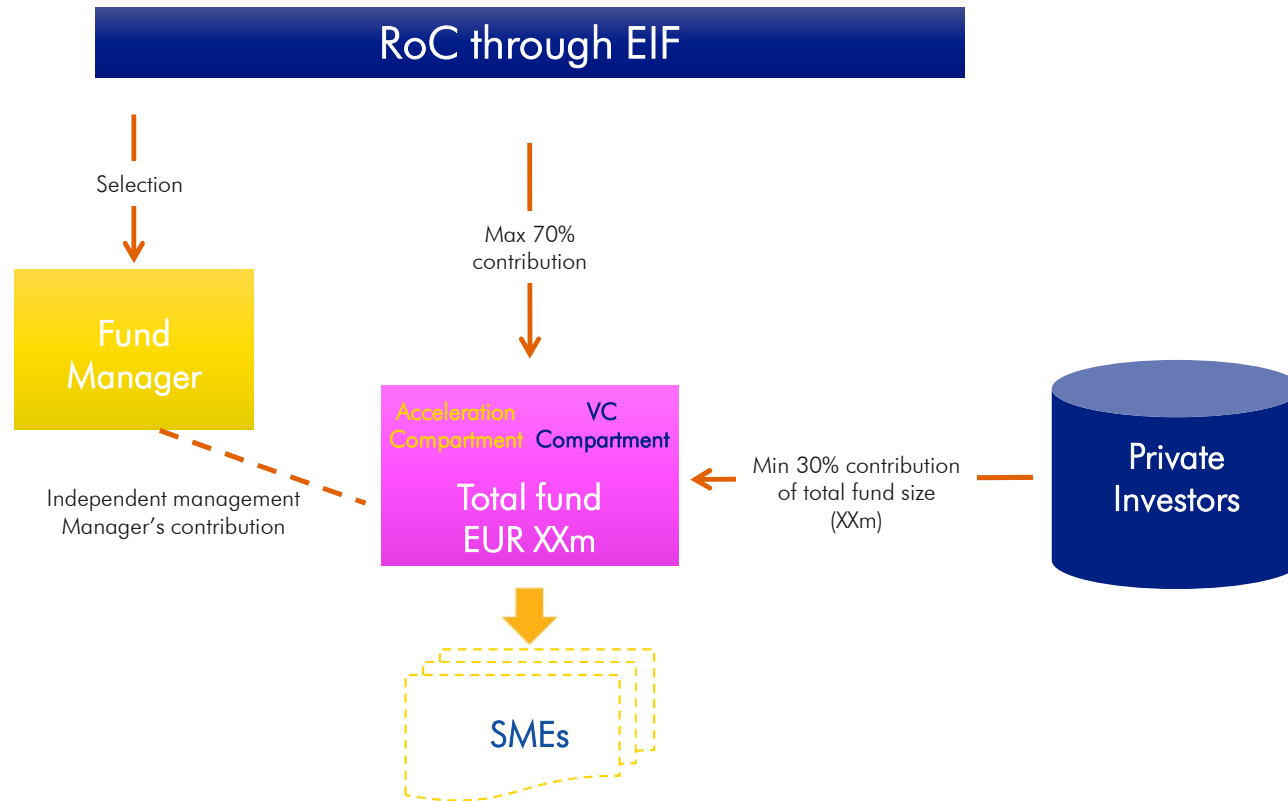 RoC through EIF
Selection
Max 70%
contribution
Fund
Manager
Acceleration
Compartment
VC
Compartment
Total fund
EUR XXm
Independent management
Manager's contribution
Min 30% contribution
of total fund size
(XXm)
Private
Investors
SMEs